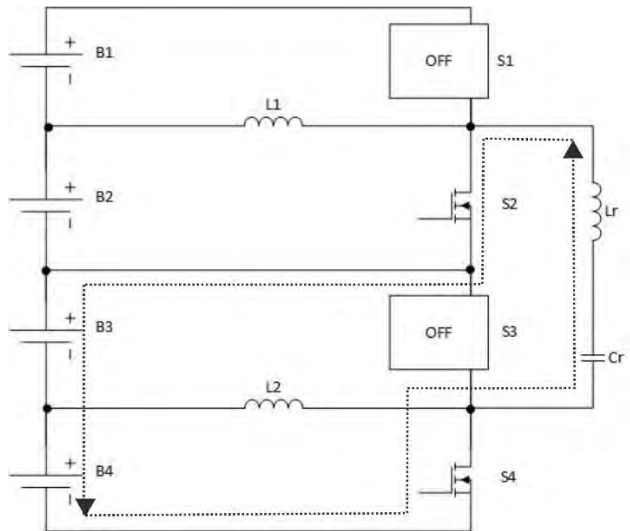 B1
+
OFF
S1
L1
B2
+
S2
Lr
B3
+
OFF
S3
Cr
L2
B4
+
S4